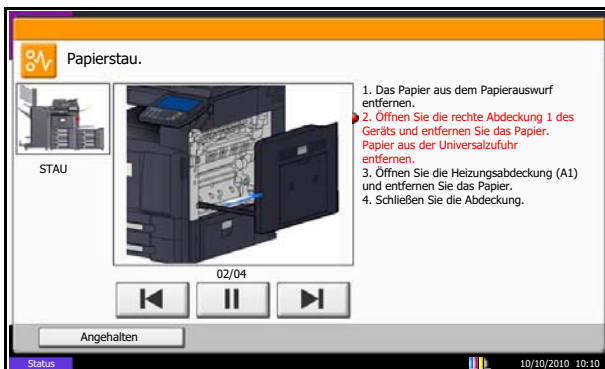 Papierstau.
STAU
02/04
1. Das Papier aus dem Papierauswurf
entfernen.
2. Öffnen Sie die rechte Abdeckung 1 des
Geräts und entfernen Sie das Papier.
Papier aus der Universalzufuhr
entfernen.
3. Öffnen Sie die Heizungsabdeckung (A1)
und entfernen Sie das Papier.
4. Schließen Sie die Abdeckung.
Angehalten
Status
10/10/2010 10:10